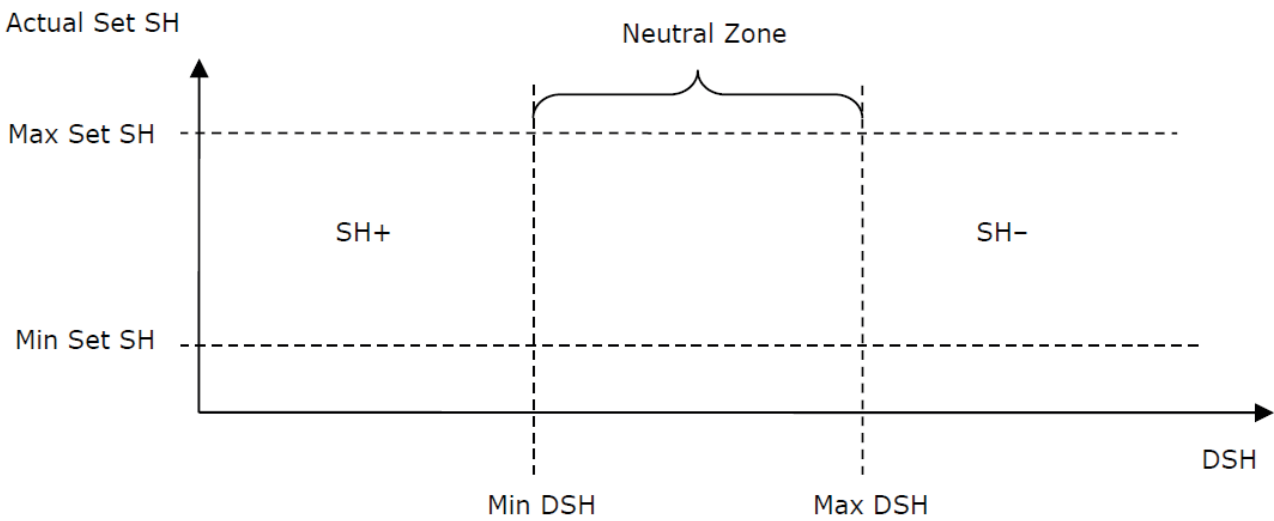 Actual Set SH
Neutral Zone
Max Set SH
SH+
SH–
Min Set SH
DSH
Min DSH
Max DSH